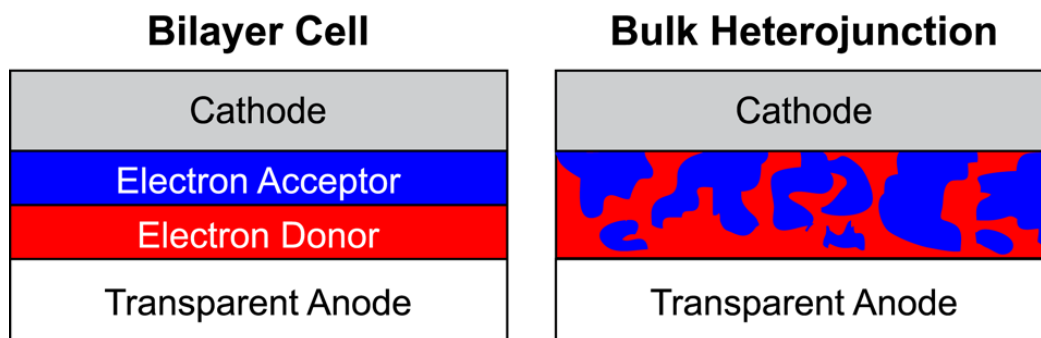 Bilayer Cell
Cathode
Electron Acceptor
Electron Donor
Transparent Anode
Bulk Heterojunction
Cathode
Transparent Anode